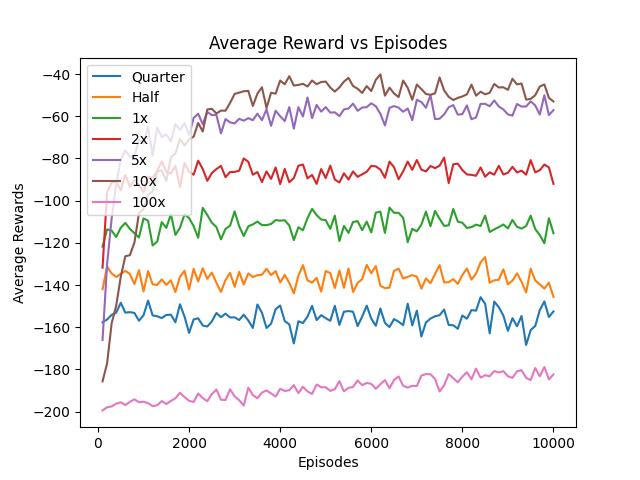 Average Reward vs Episodes
Average Rewards
−40
−60
−80
−100
−120
−140
−160
−180
−200
Quarter
Half
1x
2x
5x
10x
100x
0 2000 4000 6000 8000 10000
Episodes